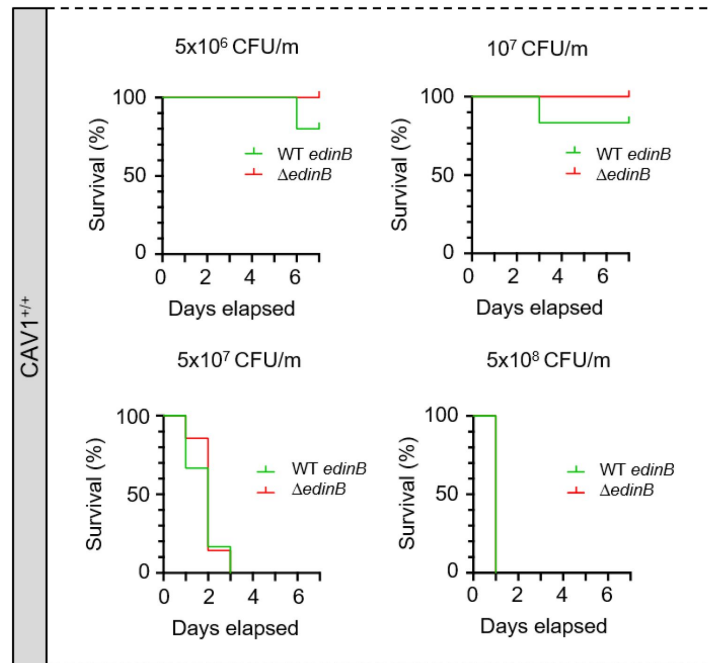 CAV1+/+
5x10⁶ CFU/m
100
50
0
Survival (%)
WT edinB
ΔedinB
0 2 4 6
Days elapsed
10⁷ CFU/m
100
50
0
Survival (%)
WT edinB
ΔedinB
0 2 4 6
Days elapsed
5x10⁷ CFU/m
100
50
0
Survival (%)
WT edinB
ΔedinB
0 2 4 6
Days elapsed
5x10⁸ CFU/m
100
50
0
Survival (%)
WT edinB
ΔedinB
0 2 4 6
Days elapsed